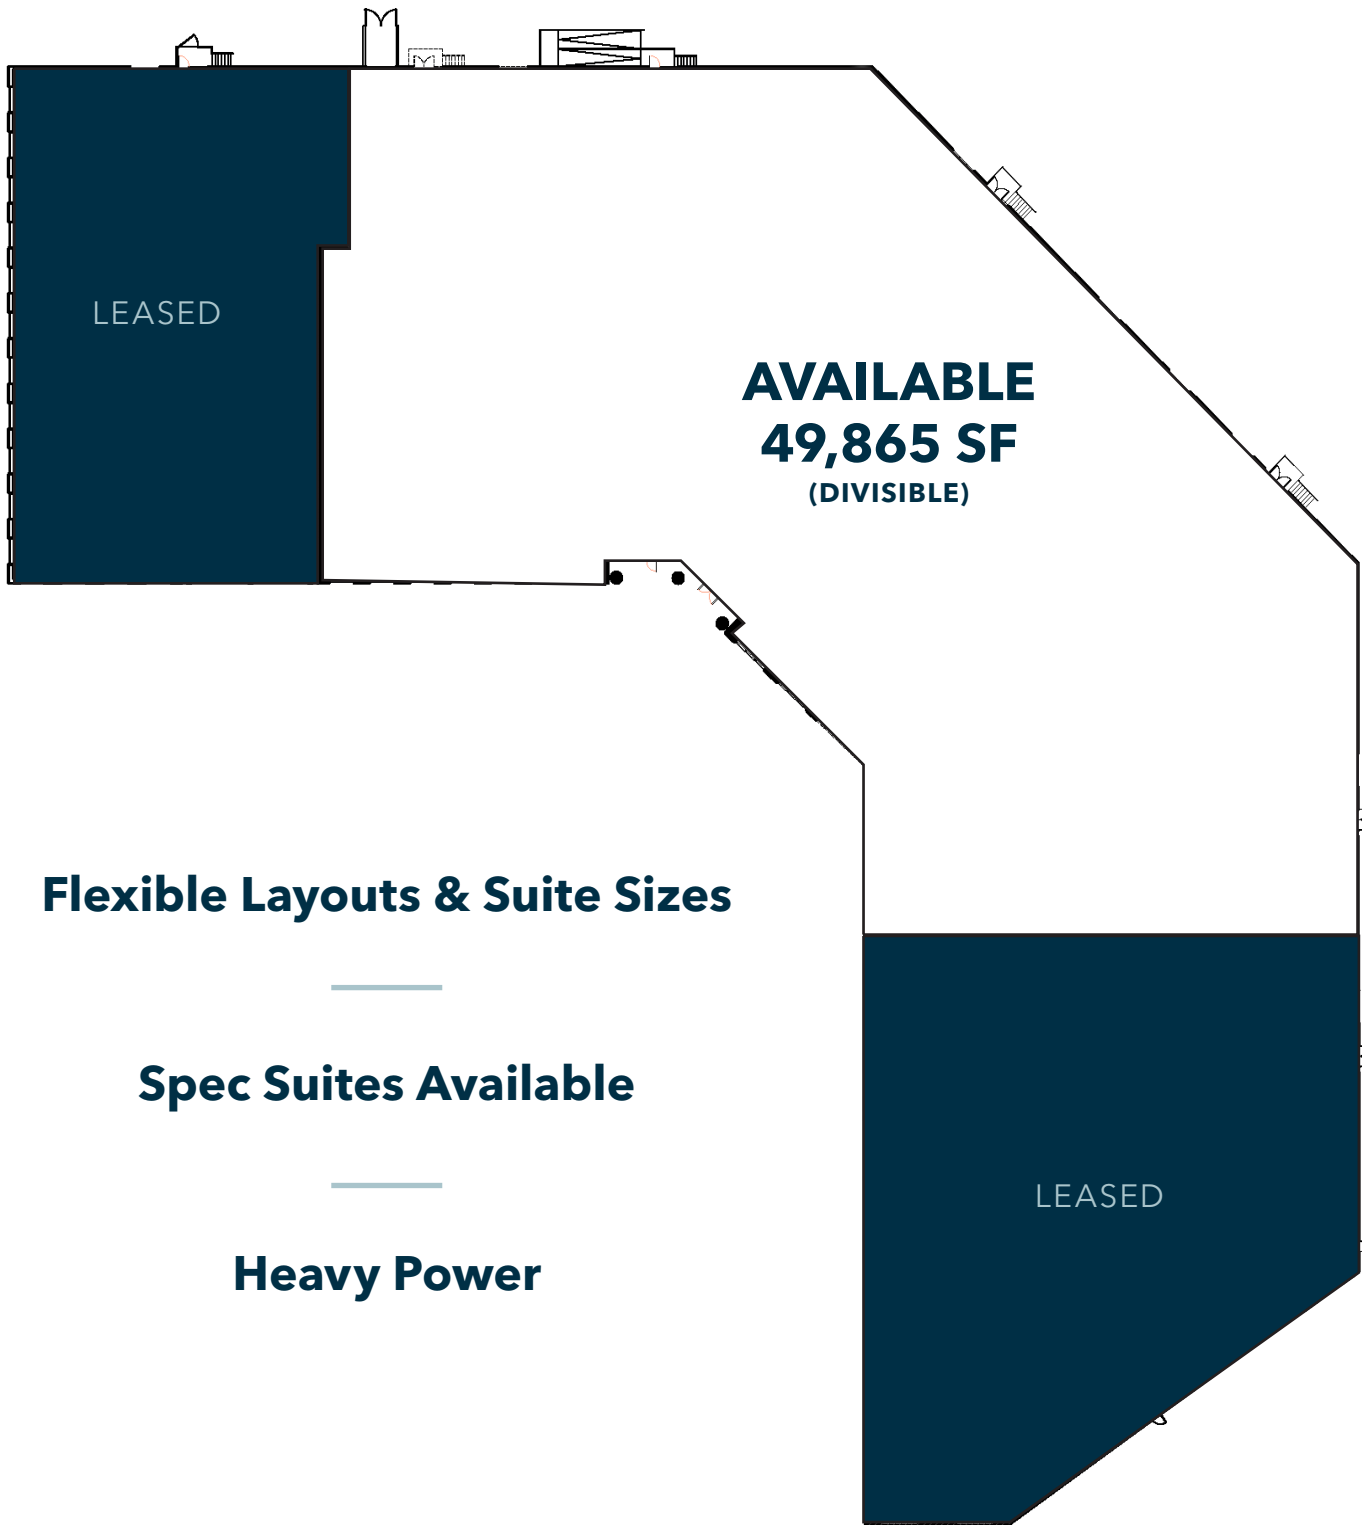 LEASED
AVAILABLE
49,865 SF
(DIVISIBLE)
Flexible Layouts & Suite Sizes
Spec Suites Available
Heavy Power
LEASED